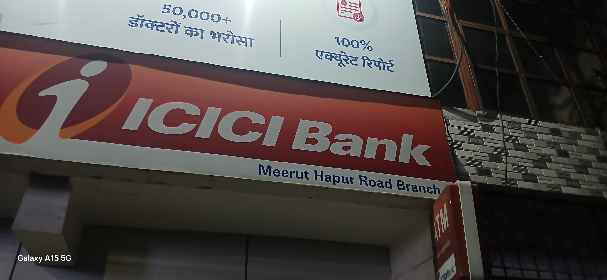 50,000+
डॉक्टरों का भरोसा
100%
एक्यूरेट रिपोर्ट
ICICI Bank
Meerut Hapur Road Branch
Galaxy A15 5G